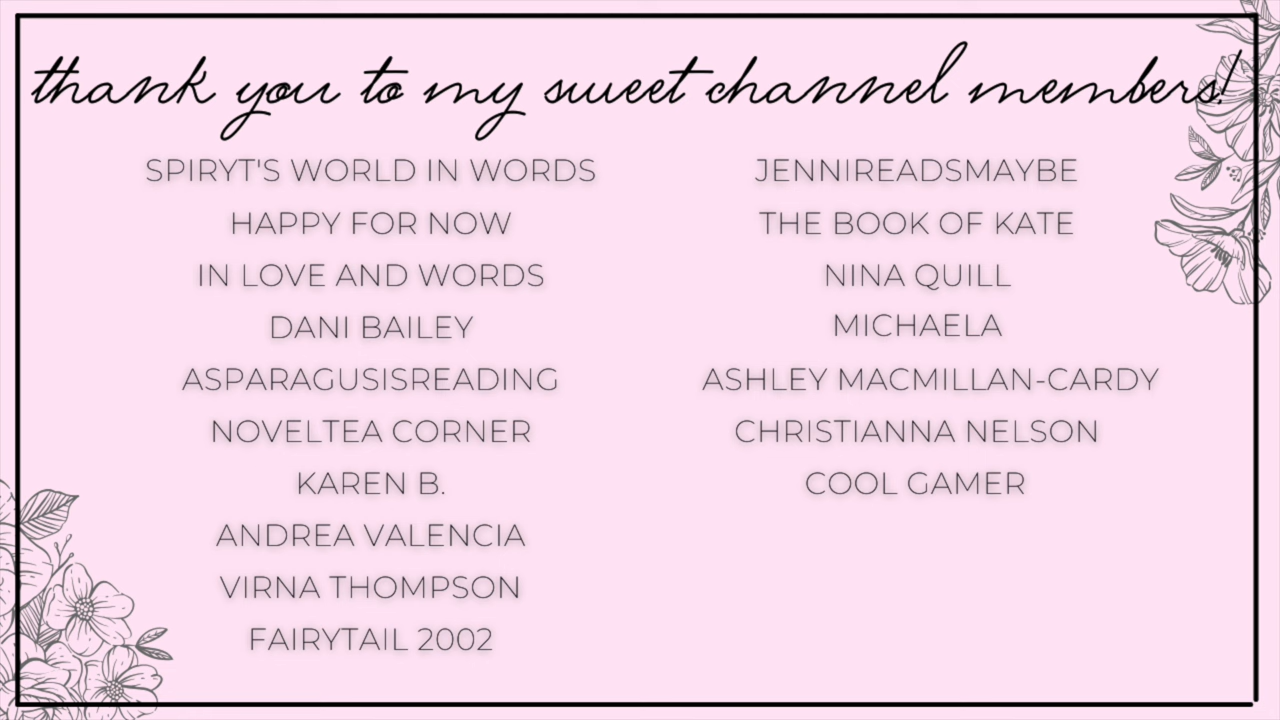 thank you to my sweet channel members!
SPIRYT'S WORLD IN WORDS
HAPPY FOR NOW
IN LOVE AND WORDS
DANI BAILEY
ASPARAGUSISREADING
NOVELTEA CORNER
KAREN B.
ANDREA VALENCIA
VIRNA THOMPSON
FAIRYTAIL 2002
JENNIREADSMAYBE
THE BOOK OF KATE
NINA QUILL
MICHAELA
ASHLEY MACMILLAN-CARDY
CHRISTIANNA NELSON
COOL GAMER